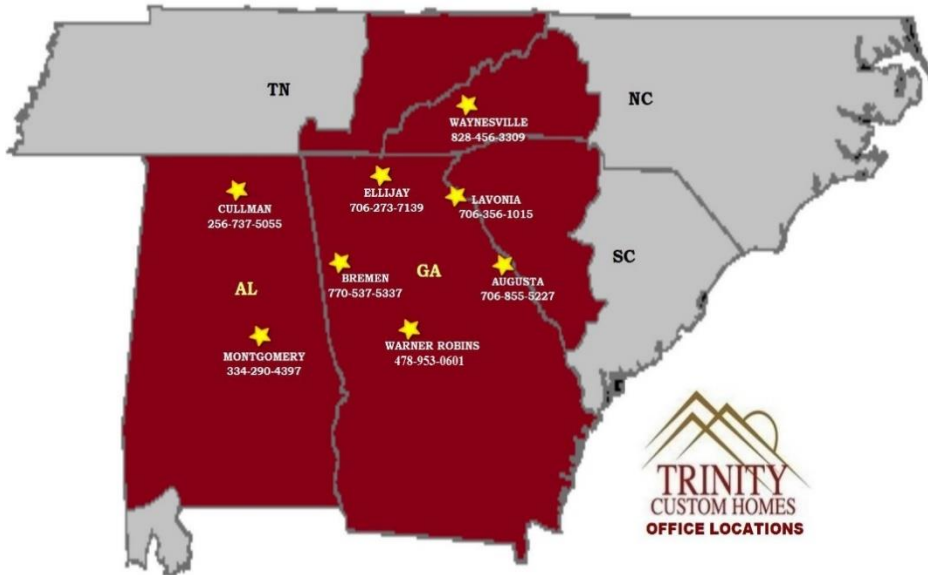 TN
NC
WAYNESVILLE
828-456-3309
ELLIJAY
706-273-7139
CULLMAN
256-737-5055
LAVONIA
706-356-1015
SC
BREMEN
770-537-5337
GA
AUGUSTA
706-855-5227
AL
WARNER ROBINS
478-953-0601
MONTGOMERY
334-290-4397
TRINITY
CUSTOM HOMES
OFFICE LOCATIONS